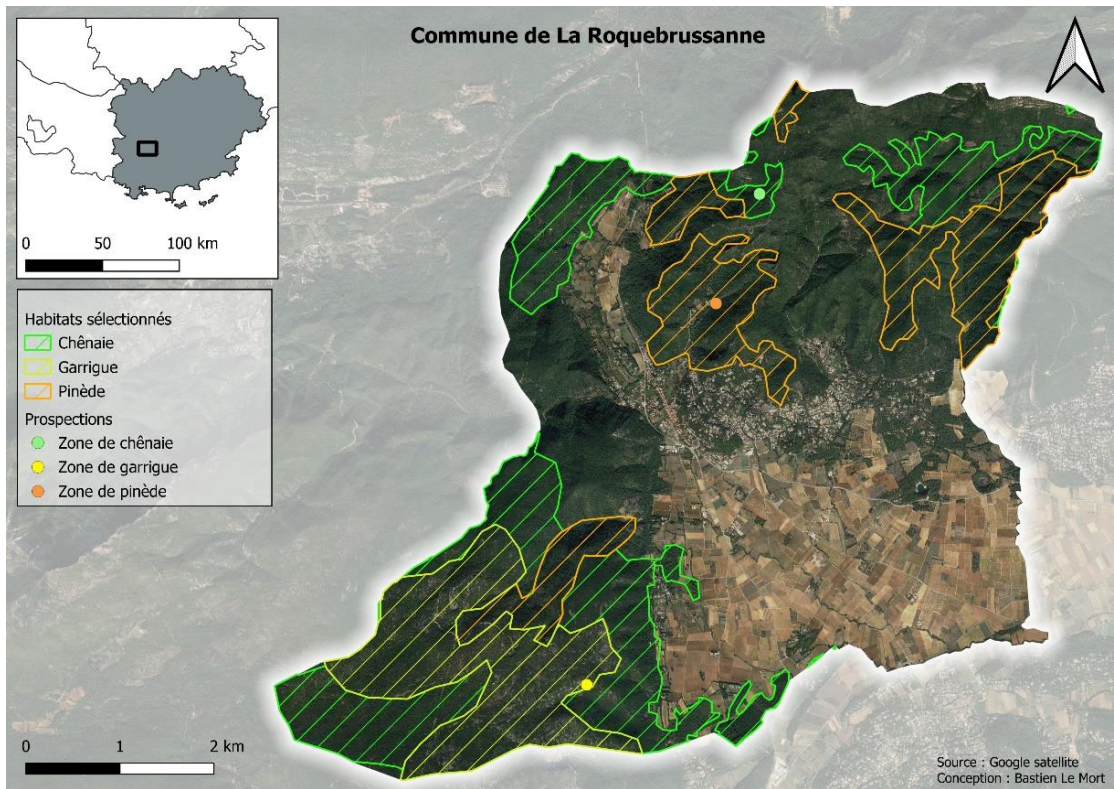 Commune de La Roquebrussanne
0 50 100 km
Habitats sélectionnés
Chênaie
Garrigue
Pinède
Prospections
Zone de chênaie
Zone de garrigue
Zone de pinède
0 1 2 km
Source : Google satellite
Conception : Bastien Le Mort